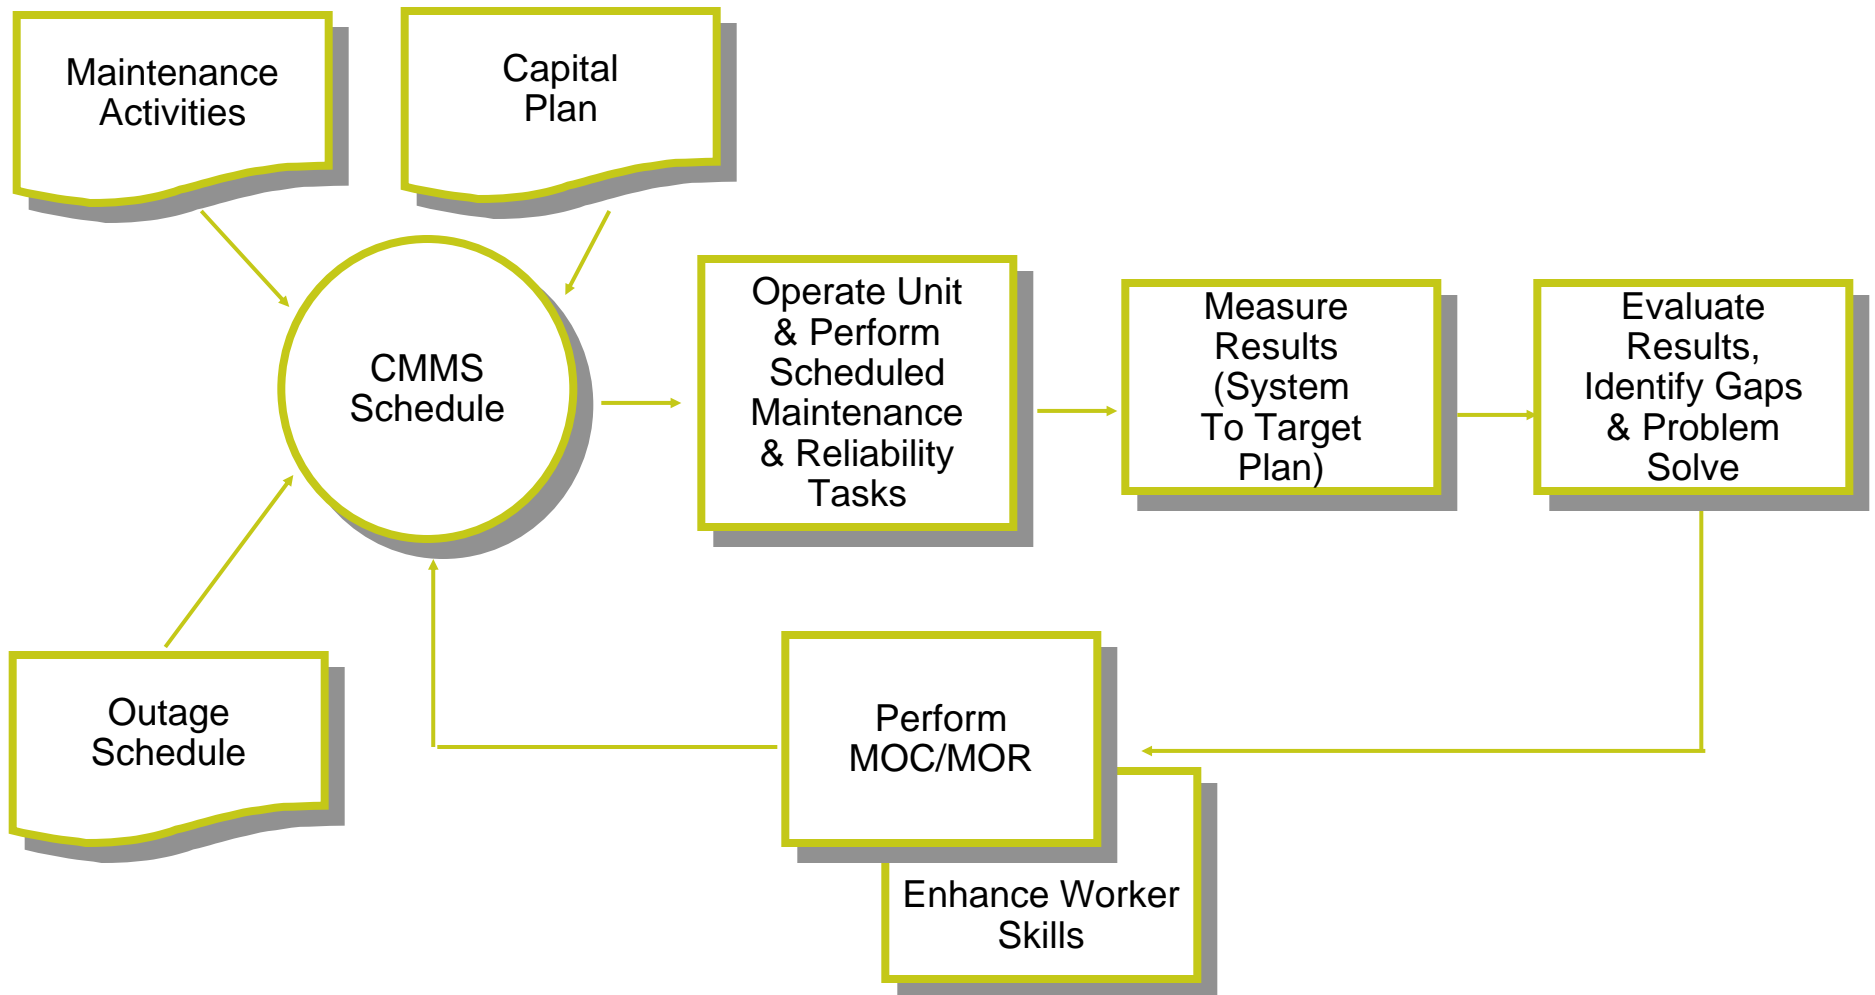 Maintenance
Activities
Capital
Plan
CMMS
Schedule
Operate Unit
& Perform
Scheduled
Maintenance
& Reliability
Tasks
Measure
Results
(System
To Target
Plan)
Evaluate
Results,
Identify Gaps
& Problem
Solve
Outage
Schedule
Perform
MOC/MOR
Enhance Worker
Skills